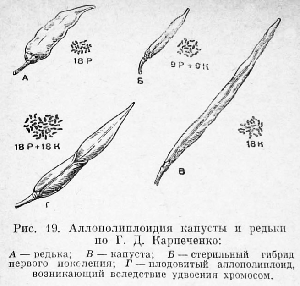 18 Р
А
9 Р + 9 К
Б
18 Р + 18 К
Г
18 К
В
Рис. 19. Аллополиплоидия капусты и редьки
по Г. Д. Карпеченко:
А — редька; В — капуста; Б — стерильный гибрид
первого поколения; Г — плодовитый аллополиплоид,
возникающий вследствие удвоения хромосом.